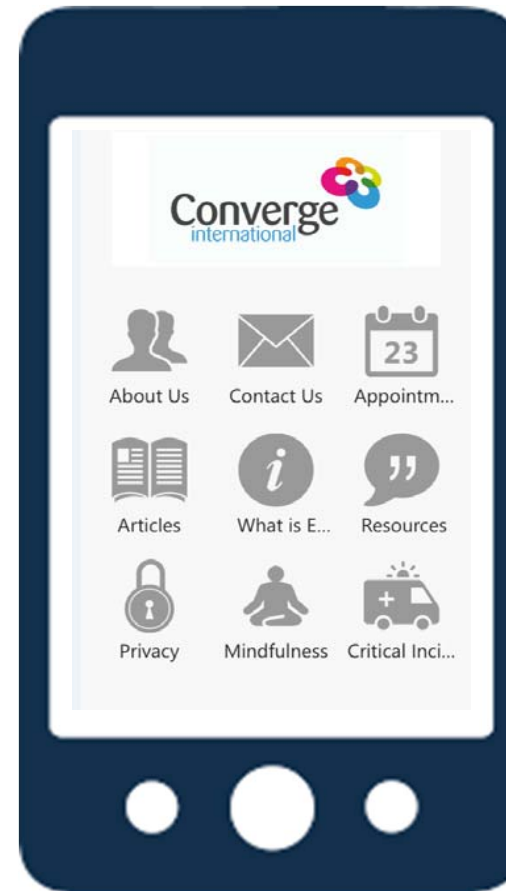 Converge
international
23
About Us Contact Us Appointm...
i
Articles What is E... Resources
Privacy Mindfulness Critical Inci...